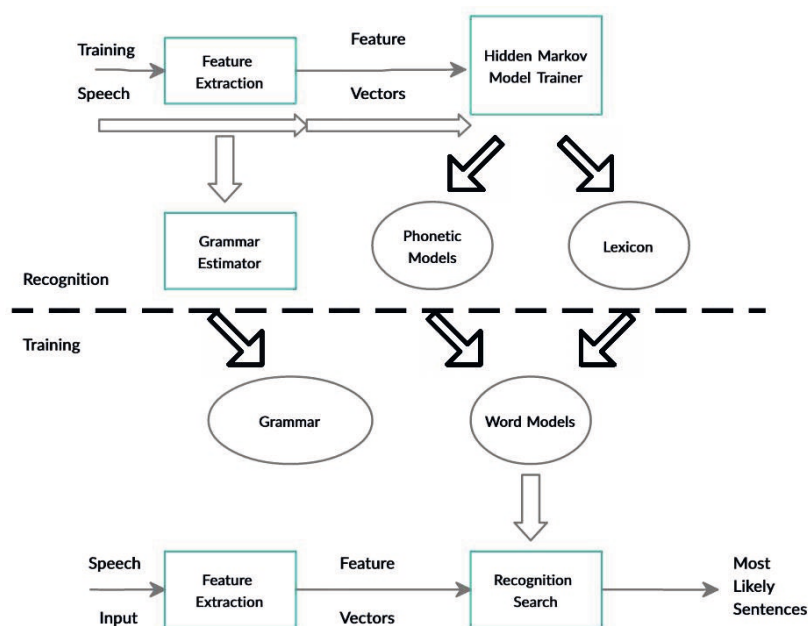 Training
Speech
Feature
Extraction
Feature
Vectors
Hidden Markov
Model Trainer
Grammar
Estimator
Phonetic
Models
Lexicon
Recognition
Training
Grammar
Word Models
Speech
Input
Feature
Extraction
Feature
Vectors
Recognition
Search
Most
Likely
Sentences